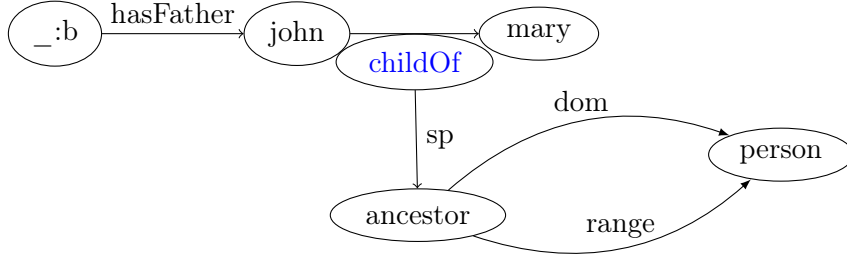 _:b
hasFather
john
mary
childOf
sp
dom
person
ancestor
range